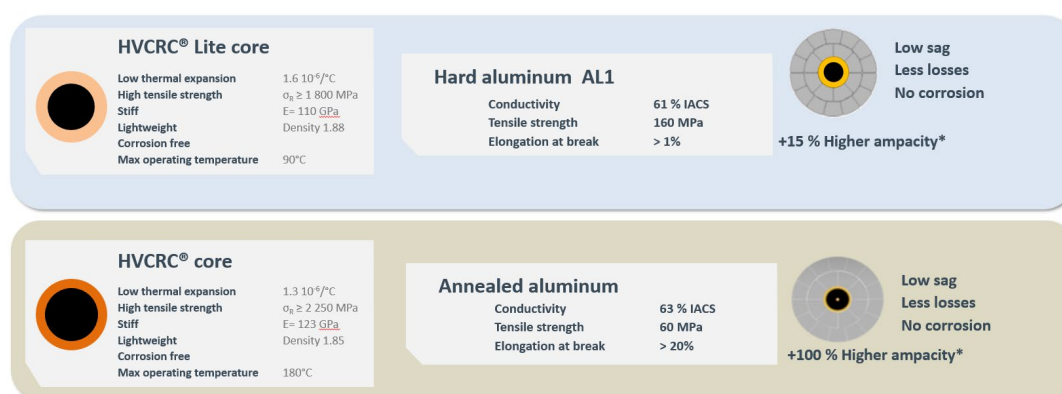 HVCRC® Lite core
Low thermal expansion 1.6 10⁻⁶/°C
High tensile strength σR ≥ 1 800 MPa
Stiff E= 110 GPa
Lightweight Density 1.88
Corrosion free
Max operating temperature 90°C
Hard aluminum AL1
Conductivity 61 % IACS
Tensile strength 160 MPa
Elongation at break > 1%
Low sag
Less losses
No corrosion
+15 % Higher ampacity*
HVCRC® core
Low thermal expansion 1.3 10⁻⁶/°C
High tensile strength σR ≥ 2 250 MPa
Stiff E= 123 GPa
Lightweight Density 1.85
Corrosion free
Max operating temperature 180°C
Annealed aluminum
Conductivity 63 % IACS
Tensile strength 60 MPa
Elongation at break > 20%
Low sag
Less losses
No corrosion
+100 % Higher ampacity*